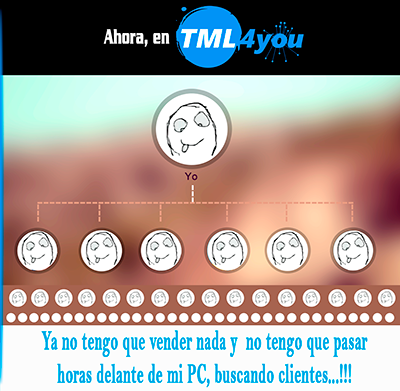 Ahora, en TML4you
Yo
Ya no tengo que vender nada y no tengo que pasar
horas delante de mi PC, buscando clientes...!!!